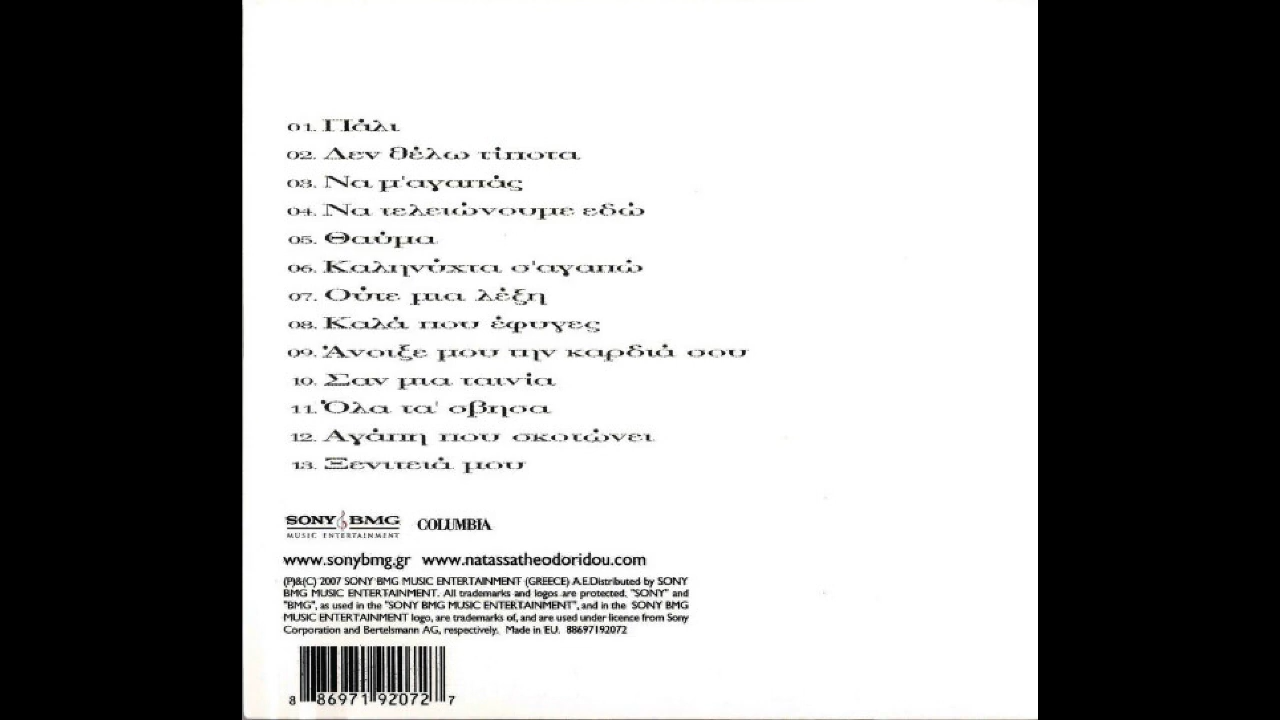 01. Πάλι
02. Δεν θέλω τίποτα
03. Να μ'αγαπάς
04. Να τελειώνουμε εδώ
05. Θαύμα
06. Καληνύχτα σ'αγαπώ
07. Ούτε μια λέξη
08. Καλά που έφυγες
09. Άνοιξε μου την καρδιά σου
10. Σαν μια ταινία
11. Όλα τα' σβησα
12. Αγάπη που σκοτώνει
13. Ξενιτειά μου
SONY BMG COLUMBIA
MUSIC ENTERTAINMENT
www.sonybmg.gr www.natassatheodoridou.com
(P)&(C) 2007 SONY BMG MUSIC ENTERTAINMENT (GREECE) A.E.Distributed by SONY
BMG MUSIC ENTERTAINMENT. All trademarks and logos are protected. "SONY" and
"BMG", as used in the "SONY BMG MUSIC ENTERTAINMENT", and in the SONY BMG
MUSIC ENTERTAINMENT logo, are trademarks of, and are used under licence from Sony
Corporation and Bertelsmann AG, respectively. Made in EU. 88697192072
8 86971 92072 7